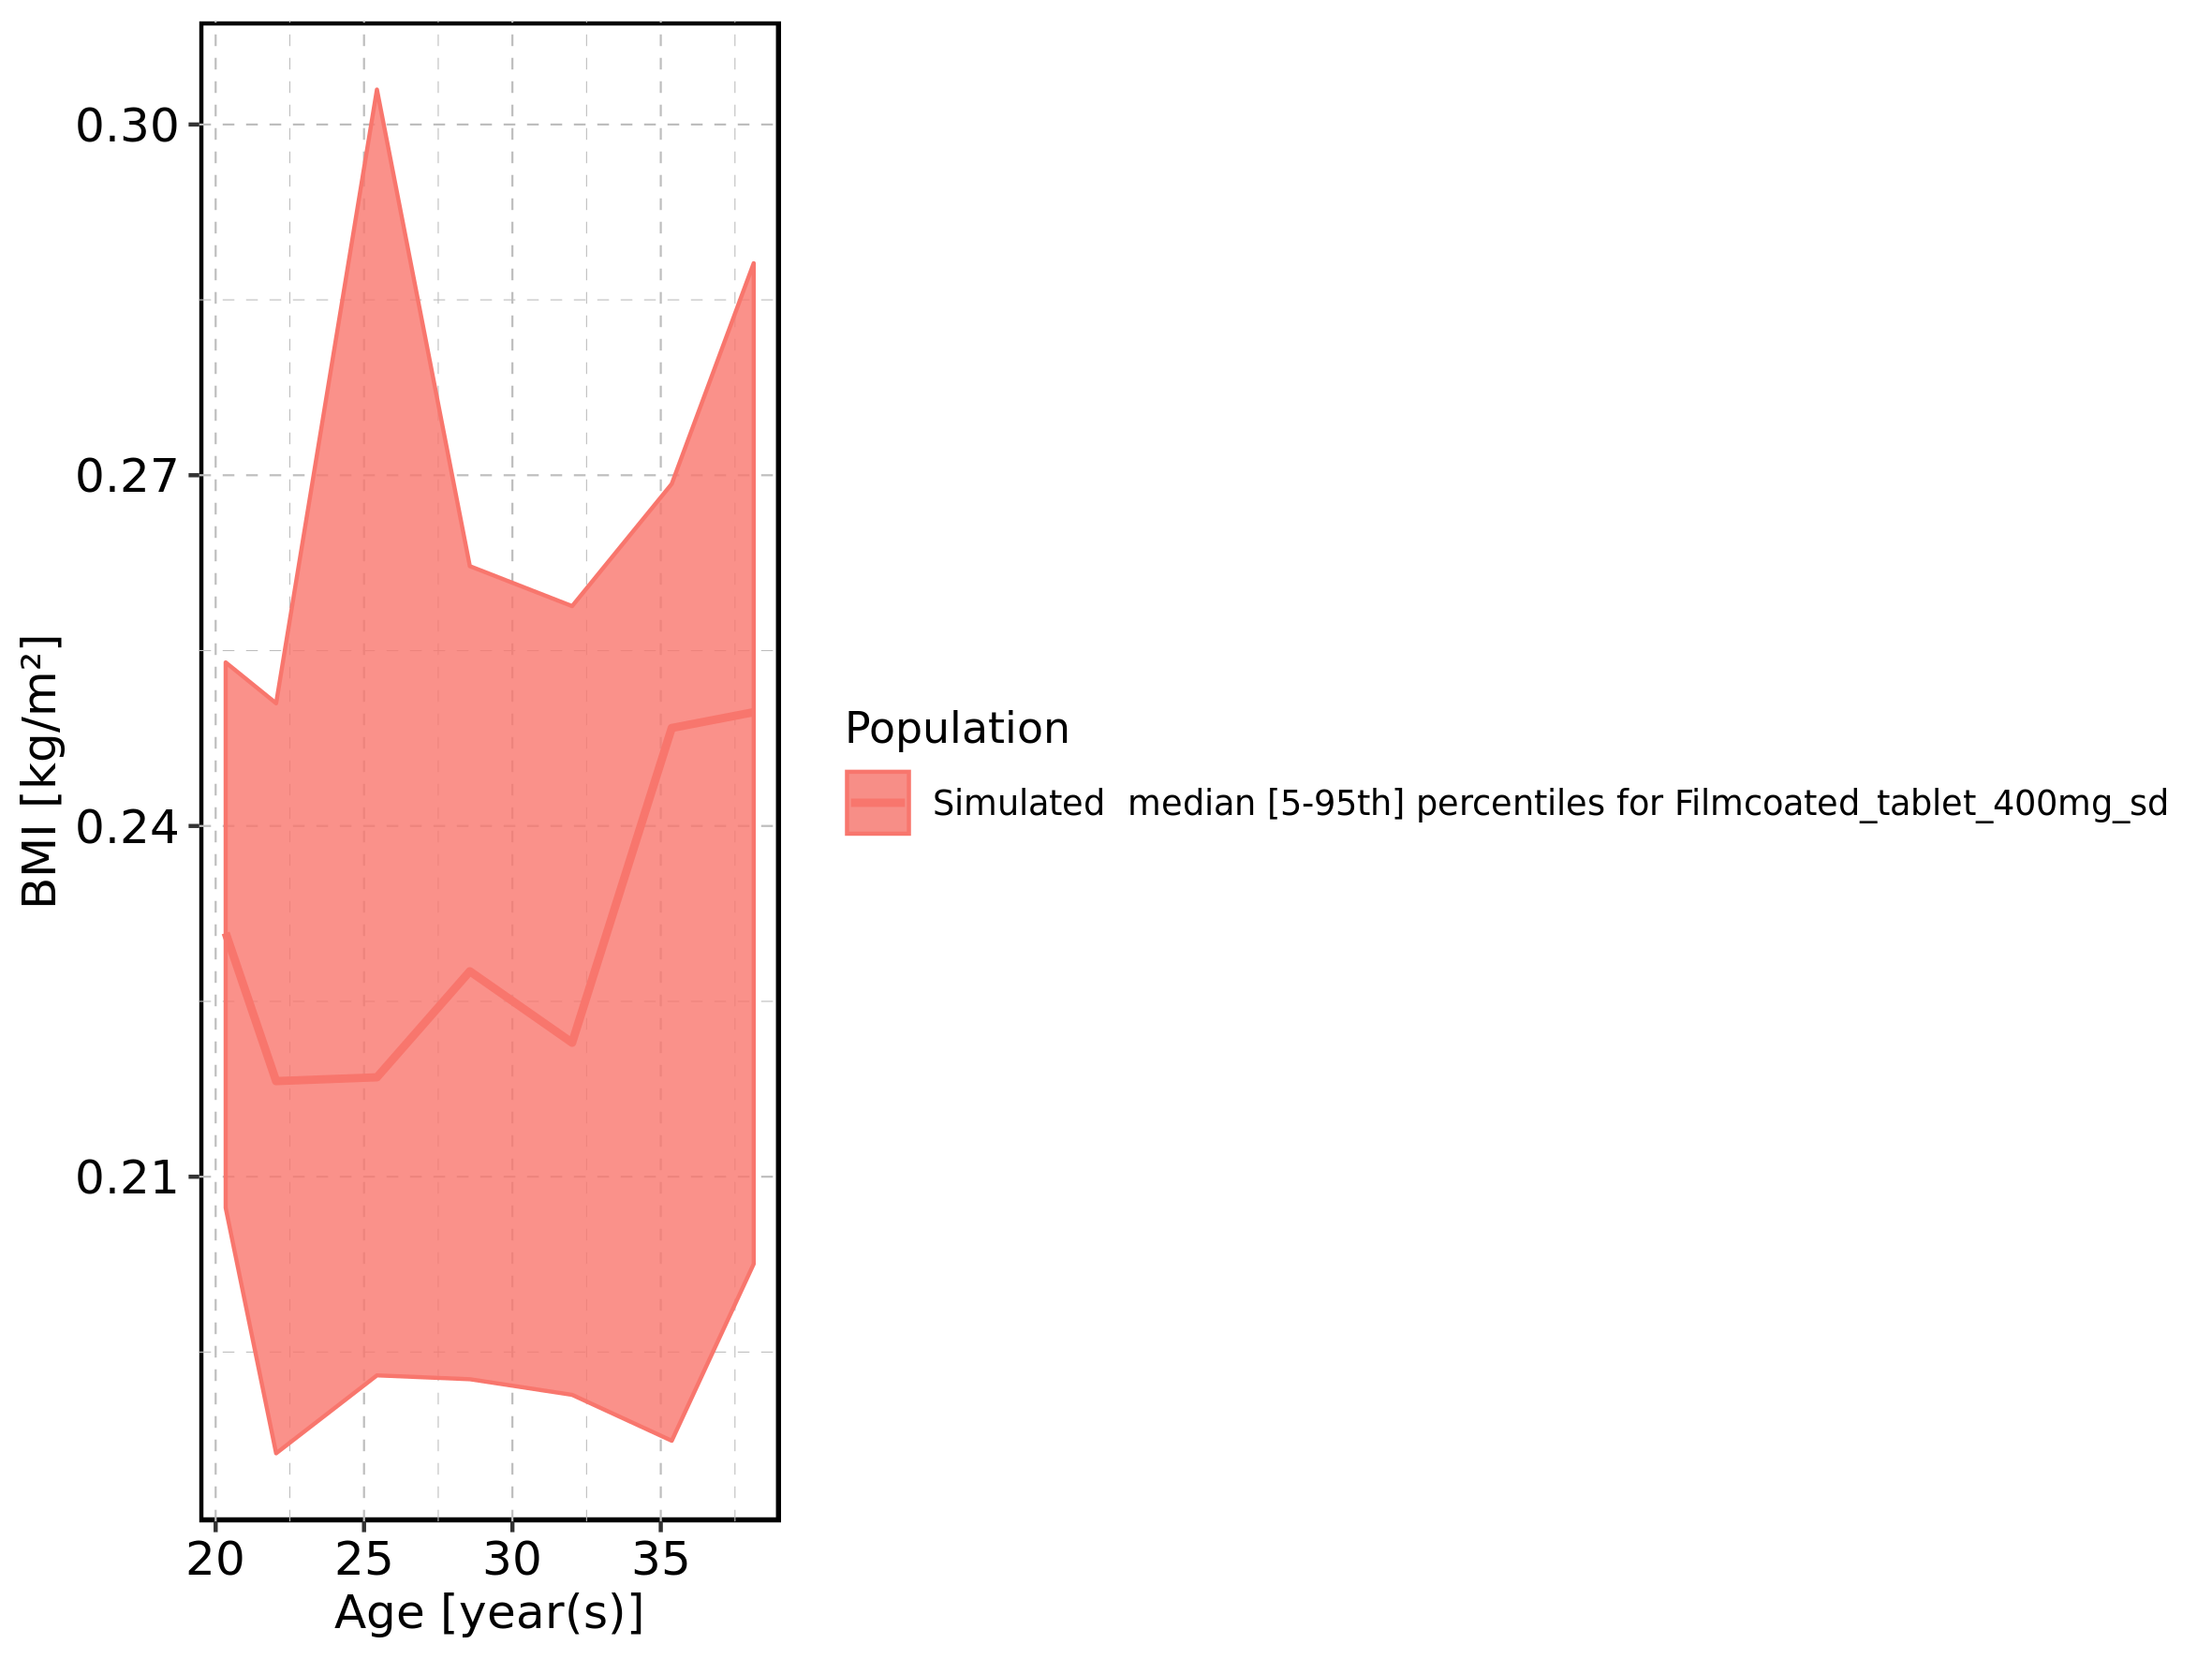 0.30
0.27
0.24
0.21
BMI [kg/m²]
20 25 30 35
Age [year(s)]
Population
Simulated  median [5-95th] percentiles for Filmcoated_tablet_400mg_sd